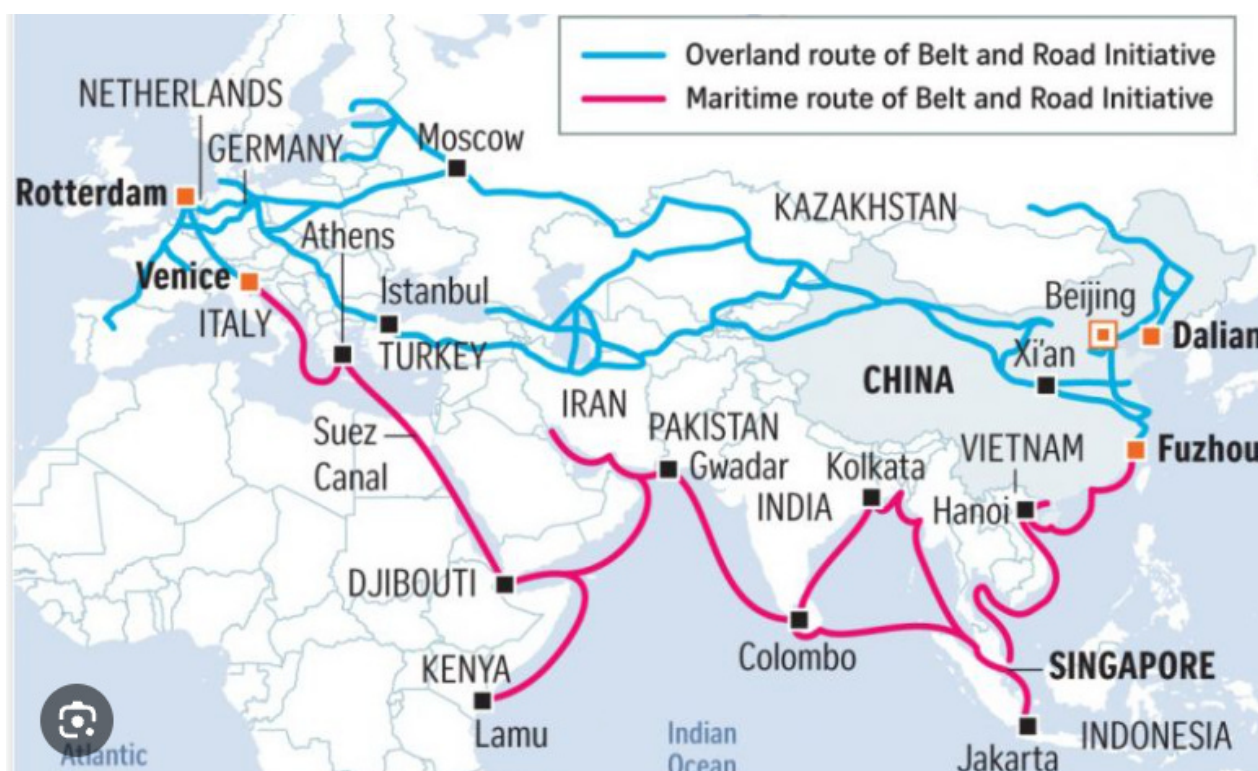 Overland route of Belt and Road Initiative
Maritime route of Belt and Road Initiative
NETHERLANDS
GERMANY
Moscow
Rotterdam
KAZAKHSTAN
Athens
Venice
Istanbul
Beijing
ITALY
TURKEY
Dalian
Xi'an
CHINA
IRAN
Suez
Canal
PAKISTAN
Gwadar
Kolkata
VIETNAM
Fuzhou
INDIA
Hanoi
DJIBOUTI
Colombo
KENYA
SINGAPORE
Lamu
Indian
Ocean
INDONESIA
Jakarta
Atlantic